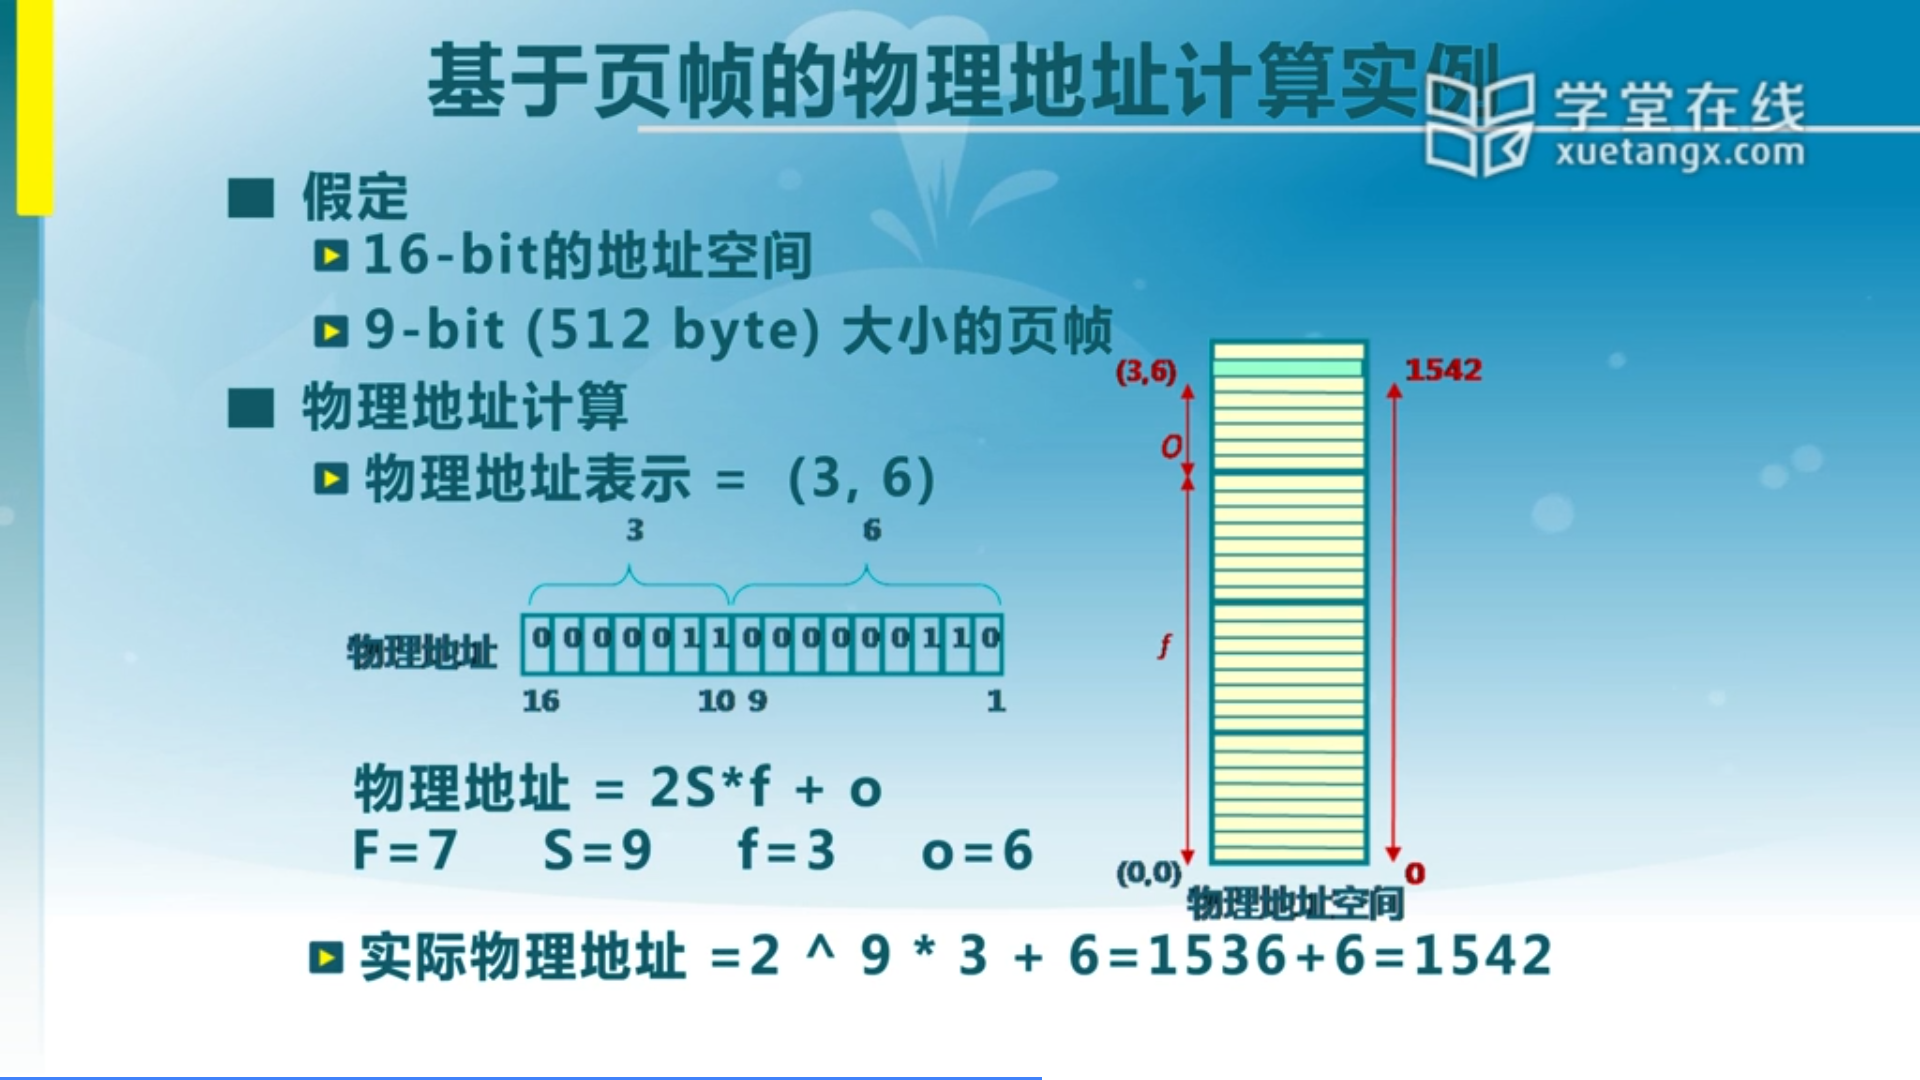 基于页帧的物理地址计算实例
学堂在线
xuetangx.com
假定
16-bit的地址空间
9-bit (512 byte) 大小的页帧
物理地址计算
物理地址表示 = (3, 6)
3 6
物理地址 0 0 0 0 0 1 1 0 0 0 0 0 0 1 1 0
16 10 9 1
物理地址 = 2S*f + o
F=7 S=9 f=3 o=6
(3,6) 1542
o
f
(0,0) 0
物理地址空间
实际物理地址 =2 ^ 9 * 3 + 6=1536+6=1542